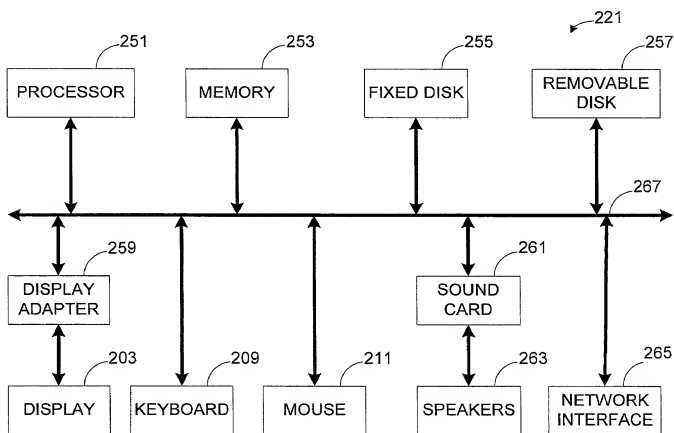 221
251
253
255
257
PROCESSOR
MEMORY
FIXED DISK
REMOVABLE
DISK
267
259
261
DISPLAY
ADAPTER
SOUND
CARD
203
209
211
263
265
DISPLAY
KEYBOARD
MOUSE
SPEAKERS
NETWORK
INTERFACE